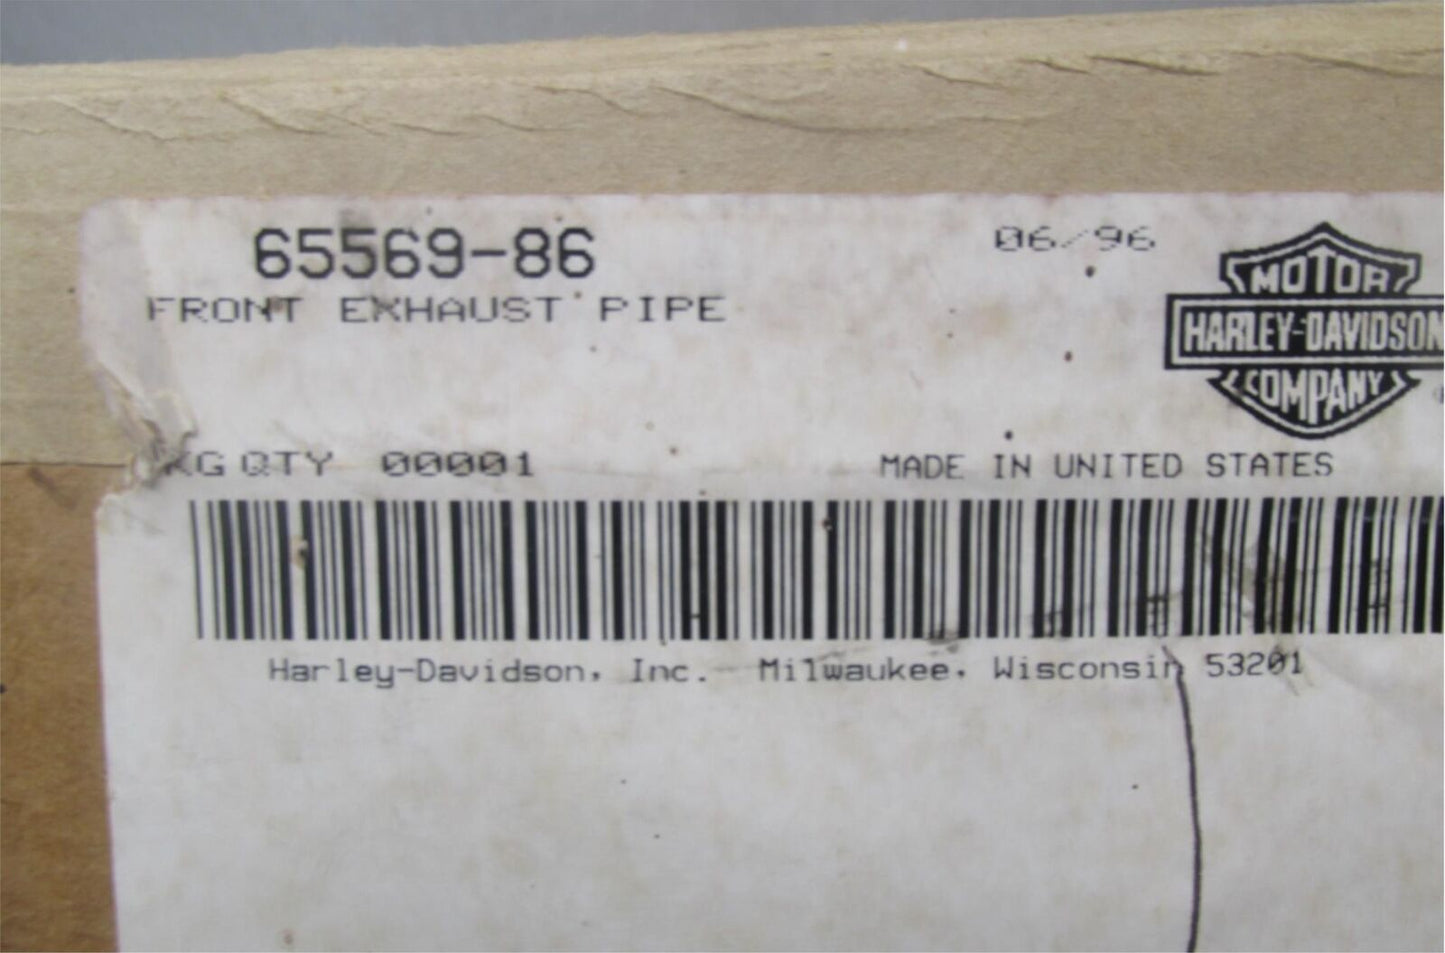 65569-86
06/96
FRONT EXHAUST PIPE
MOTOR
HARLEY-DAVIDSON
COMPANY
KG QTY 00001
MADE IN UNITED STATES
Harley-Davidson, Inc. Milwaukee, Wisconsin 53201